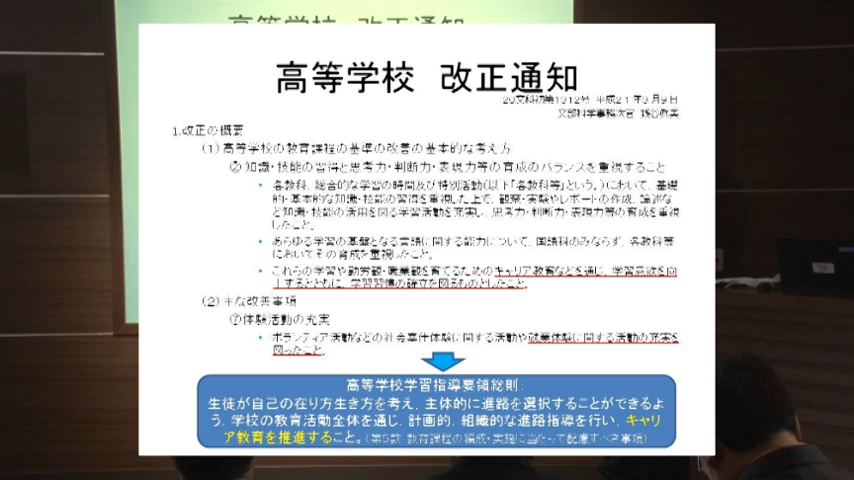 高等学校 改正通知
高等学校 改正通知
20文科初第1312号 平成21年3月9日
文部科学事務次官 銭谷眞美
1.改正の概要
(1)高等学校の教育課程の基準の改善の基本的な考え方
② 知識・技能の習得と思考力・判断力・表現力等の育成のバランスを重視すること
• 各教科、総合的な学習の時間及び特別活動(以下「各教科等」という。)において、基礎
的・基本的な知識・技能の習得を重視した上で、観察・実験やレポートの作成、論述な
ど知識・技能の活用を図る学習活動を充実し、思考力・判断力・表現力等の育成を重視
したこと。
• あらゆる学習の基盤となる言語に関する能力について、国語科のみならず、各教科等
においてその育成を重視したこと。
• これらの学習や勤労観・職業観を育てるためのキャリア教育などを通じ、学習意欲を向
上するとともに、学習習慣の確立を図るものとしたこと。
(2)主な改善事項
⑦体験活動の充実
• ボランティア活動などの社会奉仕体験に関する活動や就業体験に関する活動の充実を
図ったこと。
高等学校学習指導要領総則:
生徒が自己の在り方生き方を考え、主体的に進路を選択することができるよ
う、学校の教育活動全体を通じ、計画的、組織的な進路指導を行い、キャリ
ア教育を推進すること。(第5款 教育課程の編成・実施に当たって配慮すべき事項)